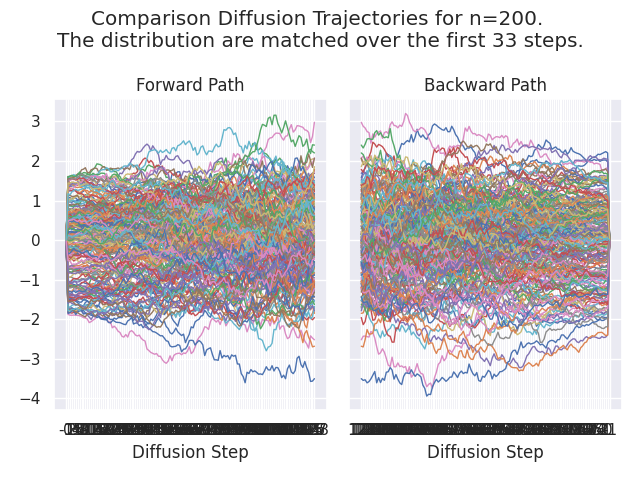 Comparison Diffusion Trajectories for n=200.
The distribution are matched over the first 33 steps.
Forward Path
Backward Path
3
2
1
0
−1
−2
−3
−4
Diffusion Step
Diffusion Step